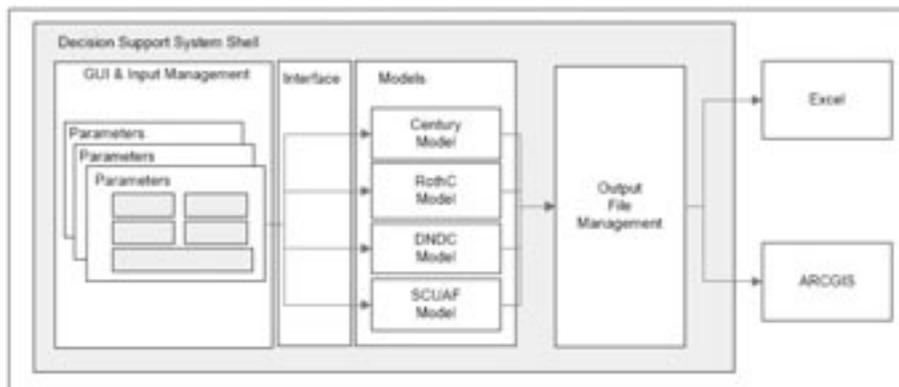 Decision Support System Shell
GUI & Input Management
Interface
Models
Parameters
Parameters
Parameters
Century
Model
RothC
Model
DNDC
Model
SCUAF
Model
Output
File
Management
Excel
ARCGIS